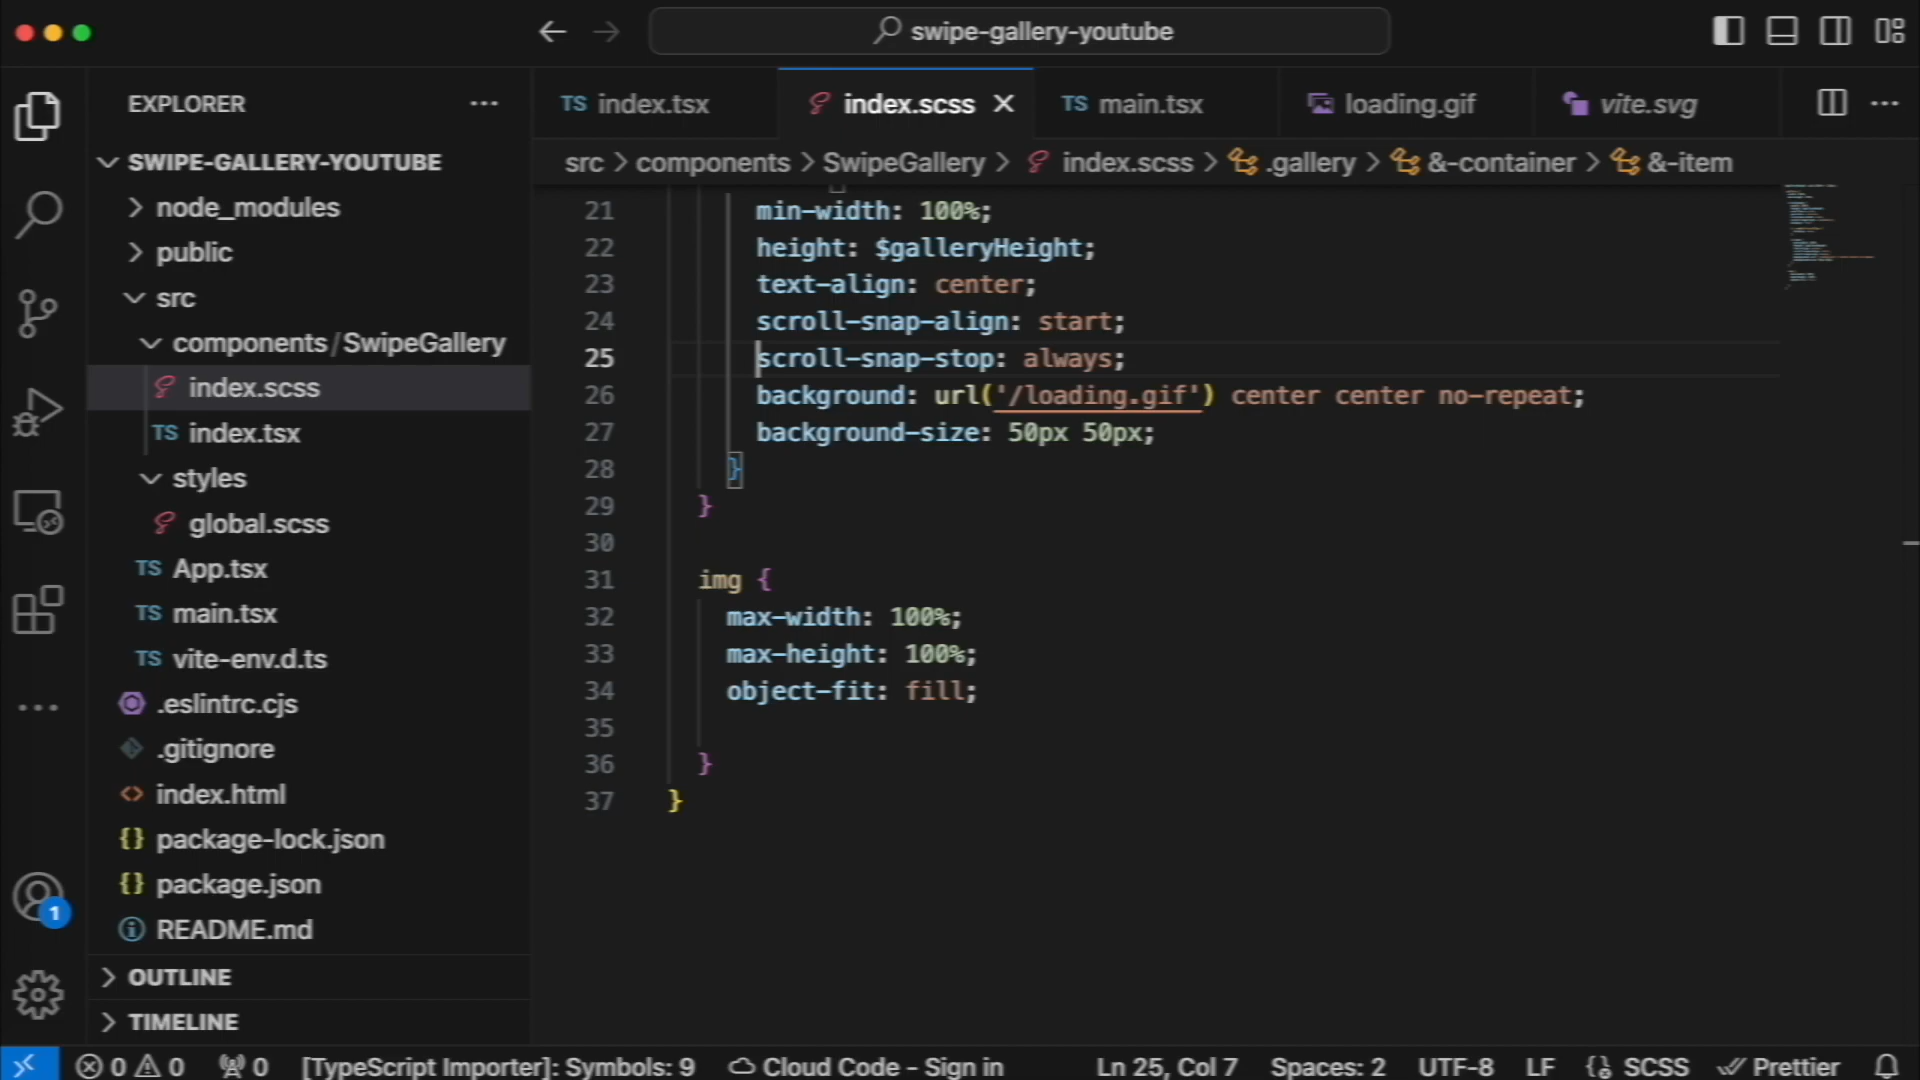 swipe-gallery-youtube
EXPLORER
TS index.tsx
index.scss
TS main.tsx
loading.gif
vite.svg
SWIPE-GALLERY-YOUTUBE
src > components > SwipeGallery > index.scss > .gallery > &-container > &-item
node_modules
public
src
components/SwipeGallery
index.scss
TS index.tsx
styles
global.scss
TS App.tsx
TS main.tsx
TS vite-env.d.ts
.eslintrc.cjs
.gitignore
index.html
{} package-lock.json
{} package.json
README.md
OUTLINE
TIMELINE
1
21 min-width: 100%;
22 height: $galleryHeight;
23 text-align: center;
24 scroll-snap-align: start;
25 scroll-snap-stop: always;
26 background: url('/loading.gif') center center no-repeat;
27 background-size: 50px 50px;
28 }
29 }
30
31 img {
32 max-width: 100%;
33 max-height: 100%;
34 object-fit: fill;
35
36 }
37 }
0 0 0 [TypeScript Importer]: Symbols: 9 Cloud Code - Sign in Ln 25, Col 7 Spaces: 2 UTF-8 LF SCSS Prettier